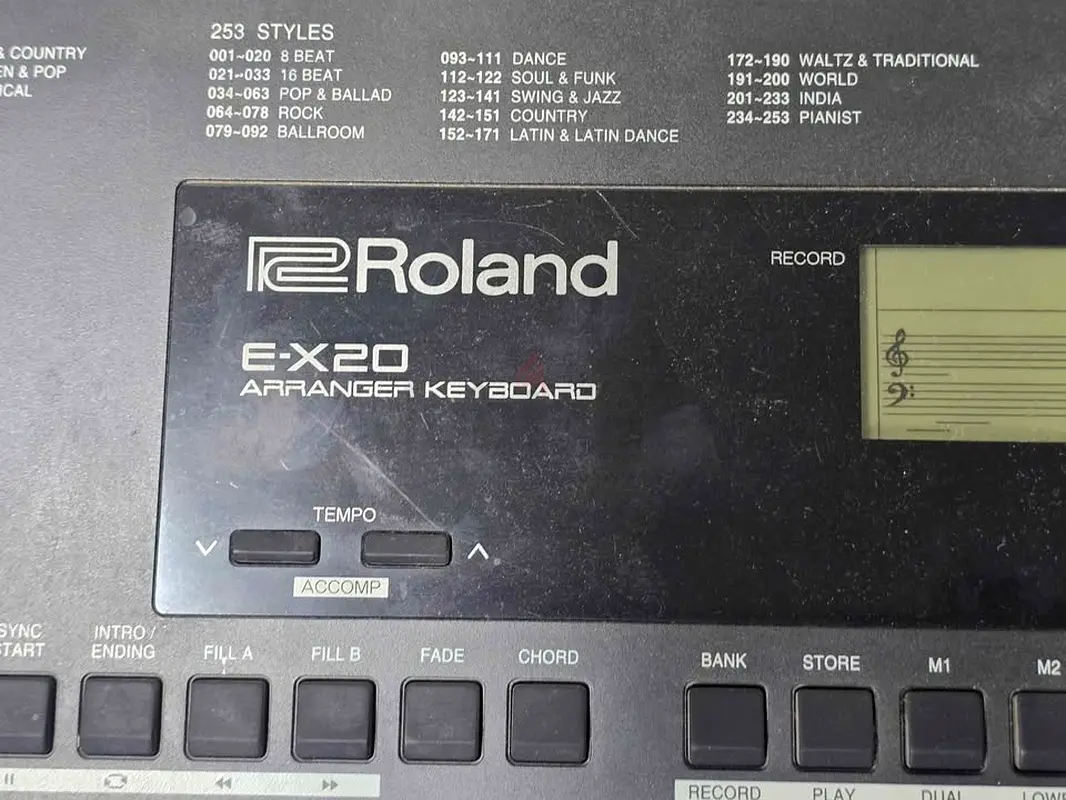 253 STYLES
& COUNTRY
EN & POP
ICAL
001~020 8 BEAT
021~033 16 BEAT
034~063 POP & BALLAD
064~078 ROCK
079~092 BALLROOM
093~111 DANCE
112~122 SOUL & FUNK
123~141 SWING & JAZZ
142~151 COUNTRY
152~171 LATIN & LATIN DANCE
172~190 WALTZ & TRADITIONAL
191~200 WORLD
201~233 INDIA
234~253 PIANIST
Roland
RECORD
E-X20
ARRANGER KEYBOARD
TEMPO
ACCOMP
SYNC
START
INTRO /
ENDING
FILL A
FILL B
FADE
CHORD
BANK
STORE
M1
M2
RECORD
PLAY
DUAL
LOWE